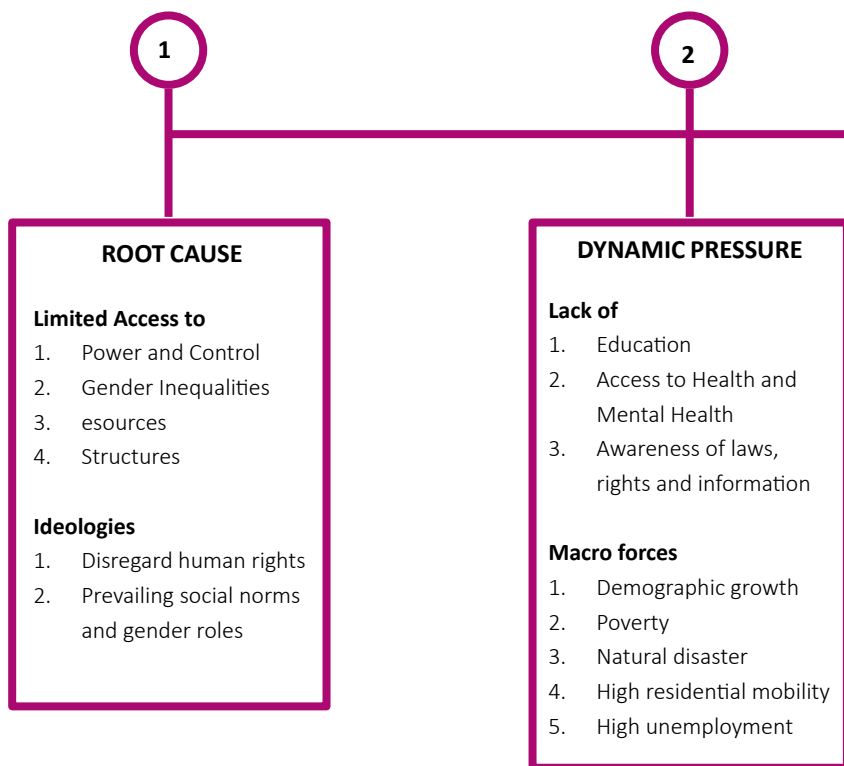 1
ROOT CAUSE
Limited Access to
1. Power and Control
2. Gender Inequalities
3. esources
4. Structures
Ideologies
1. Disregard human rights
2. Prevailing social norms
and gender roles
2
DYNAMIC PRESSURE
Lack of
1. Education
2. Access to Health and
Mental Health
3. Awareness of laws,
rights and information
Macro forces
1. Demographic growth
2. Poverty
3. Natural disaster
4. High residential mobility
5. High unemployment